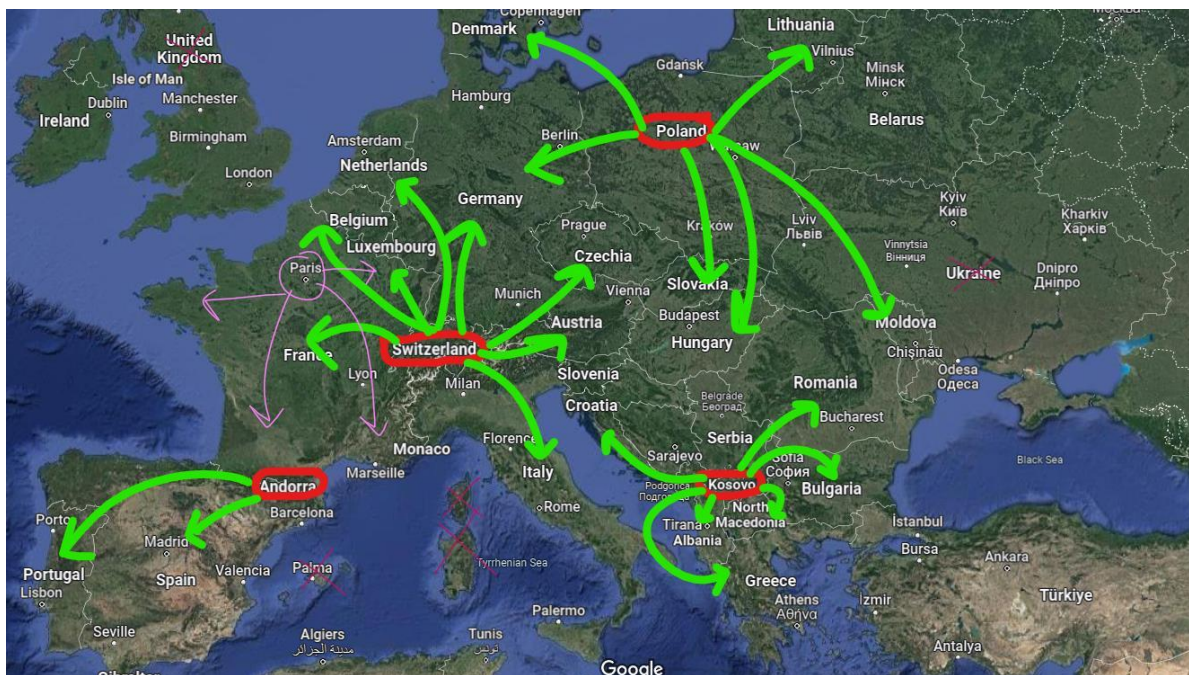 Copenhagen
Denmark
Lithuania
Vilnius
United
Kingdom
Isle of Man
Gdańsk
Minsk
Мінск
Dublin
Ireland
Manchester
Hamburg
Belarus
Birmingham
Amsterdam
Netherlands
Berlin
Poland
Warsaw
London
Germany
Kyiv
Київ
Belgium
Luxembourg
Prague
Czechia
Kraków
Lviv
Львів
Kharkiv
Харків
Vinnytsia
Вінниця
Ukraine
Dnipro
Дніпро
Paris
Munich
Vienna
Slovakia
Austria
Budapest
Hungary
Moldova
Chișinău
France
Switzerland
Lyon
Milan
Slovenia
Odesa
Одеса
Croatia
Belgrade
Београд
Romania
Bucharest
Monaco
Marseille
Florence
Italy
Sarajevo
Serbia
Sofia
София
Black Sea
Andorra
Podgorica
Подгорица
Kosovo
Bulgaria
Porto
Barcelona
Rome
Tirana
Albania
North
Macedonia
İstanbul
Bursa
Madrid
Portugal
Lisbon
Spain
Valencia
Palma
Tyrrhenian Sea
Greece
Athens
Αθήνα
İzmir
Ankara
Türkiye
Seville
Algiers
مدينة الجزائر
Tunis
تونس
Palermo
Antalya
Gibraltar
Google